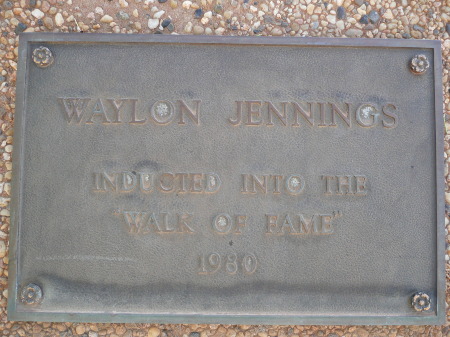 WAYLON JENNINGS
INDUCTED INTO THE
"WALK OF FAME"
1980